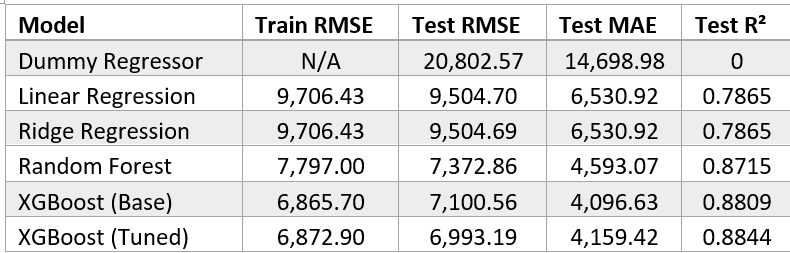 Model Train RMSE Test RMSE Test MAE Test R²
Dummy Regressor N/A 20,802.57 14,698.98 0
Linear Regression 9,706.43 9,504.70 6,530.92 0.7865
Ridge Regression 9,706.43 9,504.69 6,530.92 0.7865
Random Forest 7,797.00 7,372.86 4,593.07 0.8715
XGBoost (Base) 6,865.70 7,100.56 4,096.63 0.8809
XGBoost (Tuned) 6,872.90 6,993.19 4,159.42 0.8844